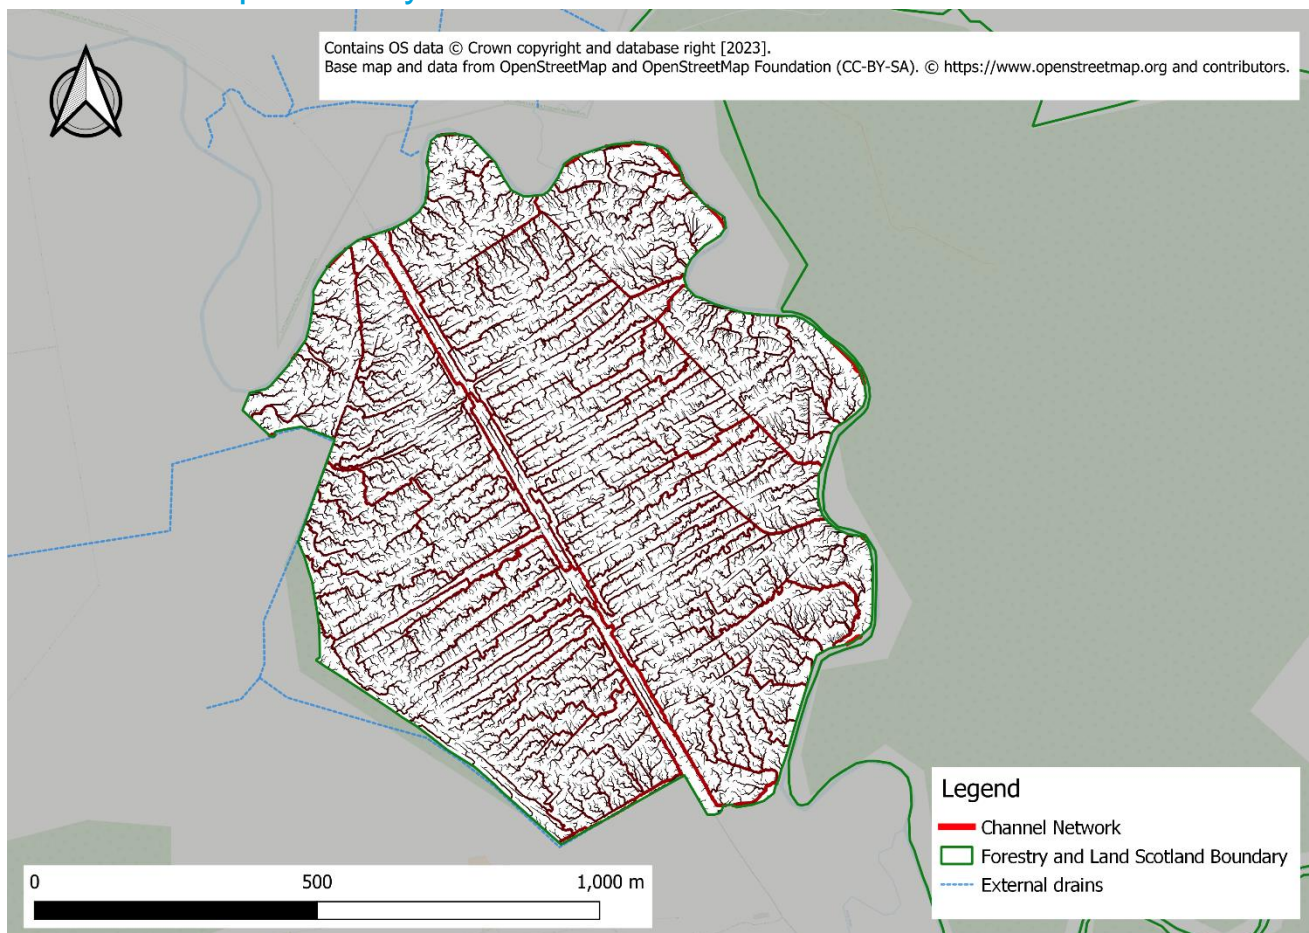 Contains OS data © Crown copyright and database right [2023].
Base map and data from OpenStreetMap and OpenStreetMap Foundation (CC-BY-SA). © https://www.openstreetmap.org and contributors.
Legend
Channel Network
Forestry and Land Scotland Boundary
External drains
0 500 1,000 m